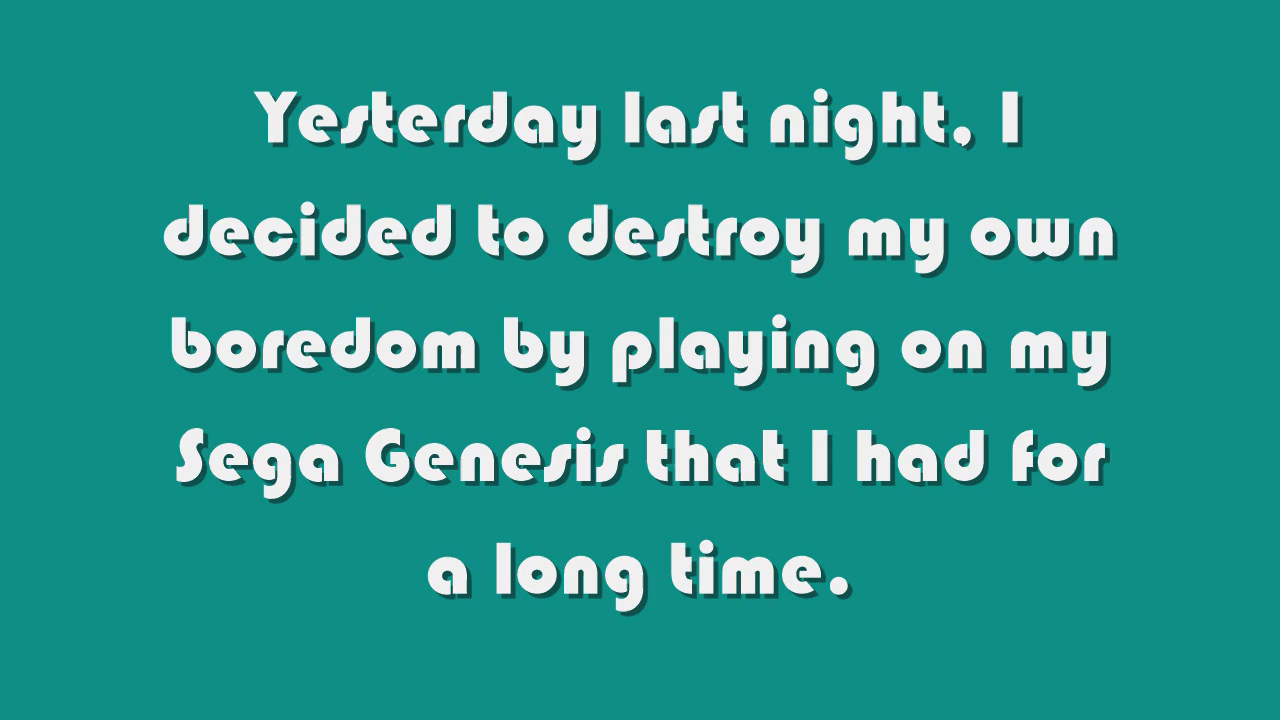 Yesterday last night, I
decided to destroy my own
boredom by playing on my
Sega Genesis that I had for
a long time.